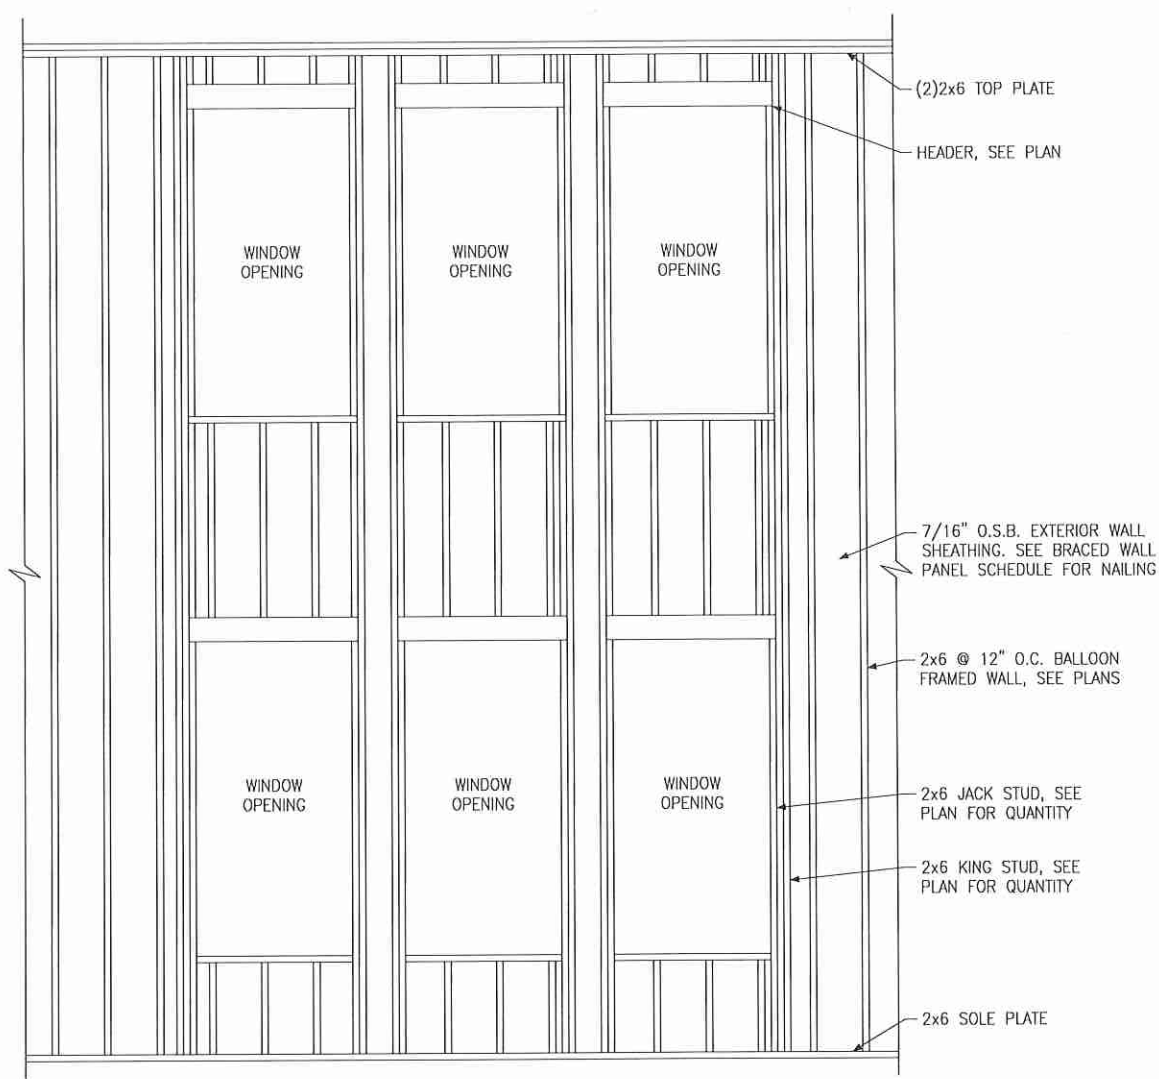 (2)2x6 TOP PLATE
HEADER, SEE PLAN
WINDOW
OPENING
WINDOW
OPENING
WINDOW
OPENING
7/16" O.S.B. EXTERIOR WALL
SHEATHING. SEE BRACED WALL
PANEL SCHEDULE FOR NAILING
2x6 @ 12" O.C. BALLOON
FRAMED WALL, SEE PLANS
WINDOW
OPENING
WINDOW
OPENING
WINDOW
OPENING
2x6 JACK STUD, SEE
PLAN FOR QUANTITY
2x6 KING STUD, SEE
PLAN FOR QUANTITY
2x6 SOLE PLATE